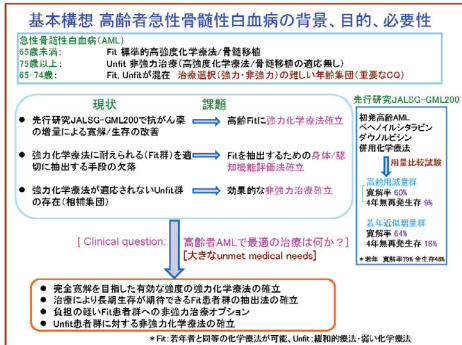 基本構想 高齢者急性骨髄性白血病の背景、目的、必要性
急性骨髄性白血病(AML)
65歳未満: Fit 標準的高強度化学療法/骨髄移植
75歳以上: Unfit 非強力治療(高強度化学療法/骨髄移植の適応無し)
65-74歳: Fit, Unfitが混在 治療選択(強力・非強力)の難しい年齢集団(重要なCQ)
現状 課題
● 先行研究JALSG-GML200で抗がん薬の増量による寛解/生存の改善
高齢Fitに強力化学療法確立
● 強力化学療法に耐えられる(Fit群)を適切に抽出する手段の欠落
Fitを抽出するための身体/認知機能評価法確立
● 強力化学療法が適応されないUnfit群の存在(相補集団)
効果的な非強力治療確立
先行研究JALSG-GML200
初発高齢AML
ベヘノイルシタラビン
ダウノルビシン
併用化学療法
用量比較試験
高齢用減量群
寛解率 60%
4年無再発生存 9%
若年近似増量群
寛解率 64%
4年無再発生存 18%
*若年 寛解率79% 全生存48%
[ Clinical question: 高齢者AMLで最適の治療は何か? ]
[大きなunmet medical needs]
● 完全寛解を目指した有効な強度の強力化学療法の確立
● 治療により長期生存が期待できるFit患者群の抽出法の確立
● 負担の軽いFit患者群への非強力治療オプション
● Unfit患者群に対する非強力化学療法の確立
*Fit: 若年者と同等の化学療法が可能、Unfit: 緩和的療法・弱い化学療法